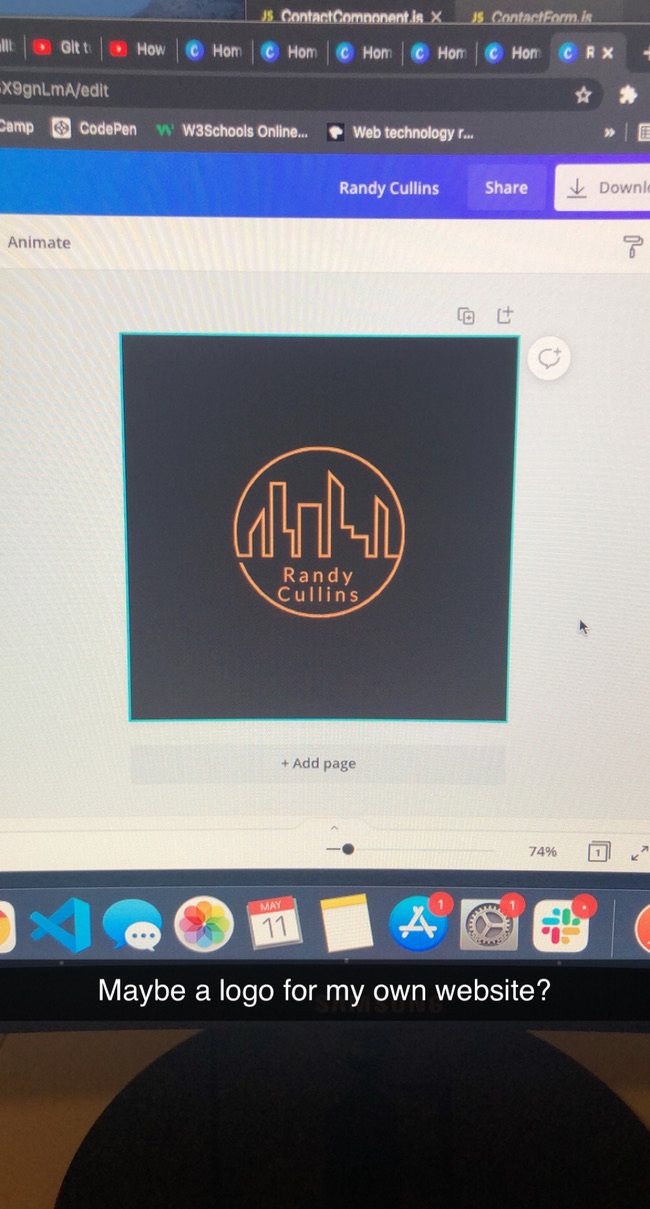 JS ContactComponent.js X JS ContactForm.js
Git t How Hom Hom Hom Hom Hom R X
X9gnLmA/edit
Camp CodePen W3Schools Online... Web technology r...
Randy Cullins Share Downlo
Animate
Randy
Cullins
+ Add page
74% 1
MAY 1 1
11
Maybe a logo for my own website?
SAMSUNG